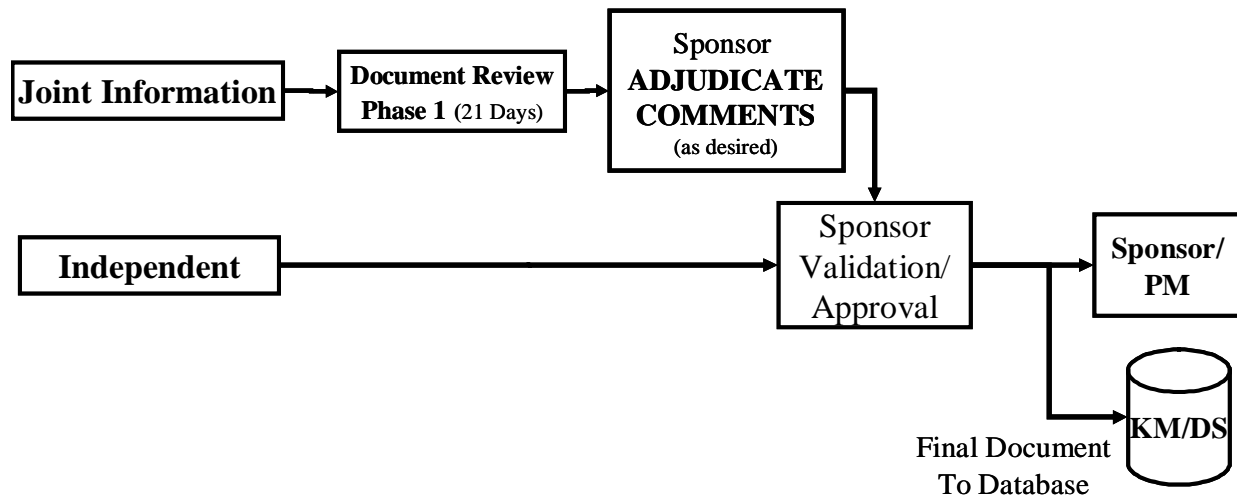 Joint Information
Document Review
Phase 1 (21 Days)
Sponsor
ADJUDICATE
COMMENTS
(as desired)
Independent
Sponsor
Validation/
Approval
Sponsor/
PM
KM/DS
Final Document
To Database